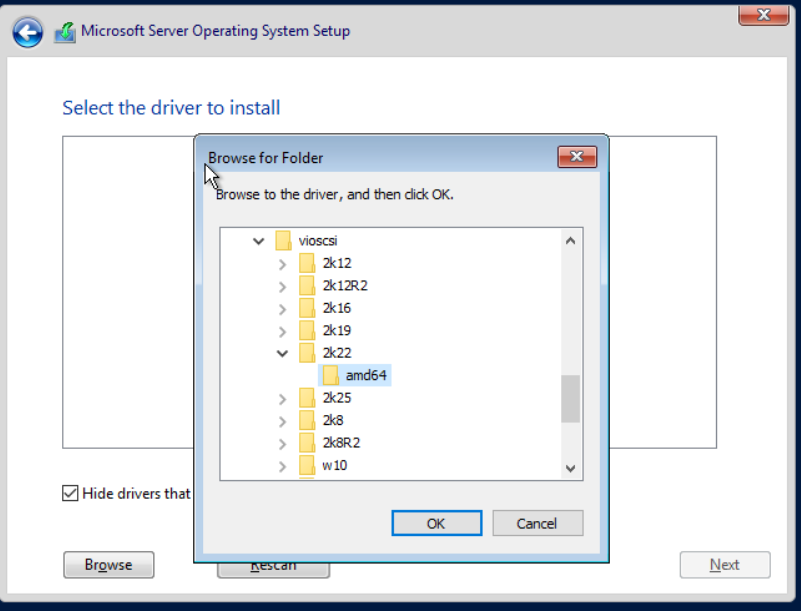 Microsoft Server Operating System Setup
Select the driver to install
Browse for Folder
Browse to the driver, and then click OK.
vioscsi
2k12
2k12R2
2k16
2k19
2k22
amd64
2k25
2k8
2k8R2
w10
Hide drivers that
OK
Cancel
Browse
Rescan
Next